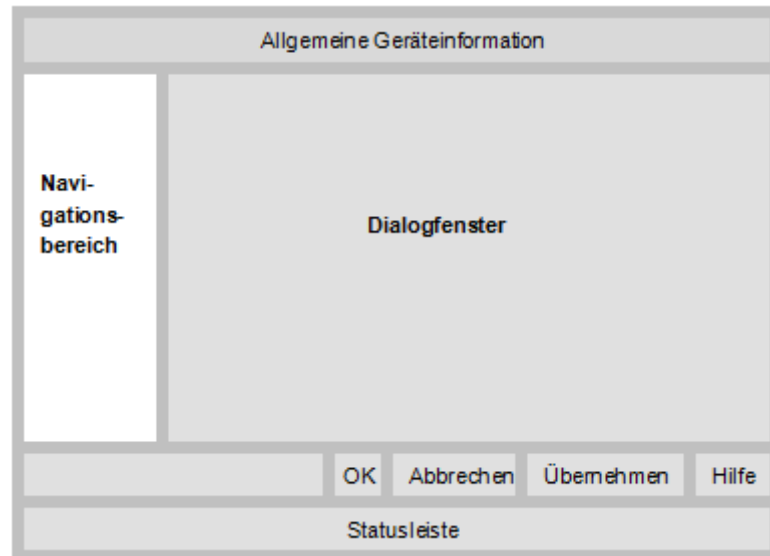 Allgemeine Geräteinformation
Navi-
gations-
bereich
Dialogfenster
OK Abbrechen Übernehmen Hilfe
Statusleiste